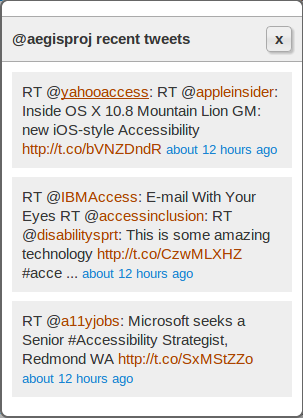 @aegisproj recent tweets
x
RT @yahooaccess: RT @appleinsider:
Inside OS X 10.8 Mountain Lion GM:
new iOS-style Accessibility
http://t.co/bVNZDndR about 12 hours ago
RT @IBMAccess: E-mail With Your
Eyes RT @accessinclusion: RT
@disabilitysprt: This is some amazing
technology http://t.co/CzwMLXHZ
#acce ... about 12 hours ago
RT @a11yjobs: Microsoft seeks a
Senior #Accessibility Strategist,
Redmond WA http://t.co/SxMStZZo
about 12 hours ago